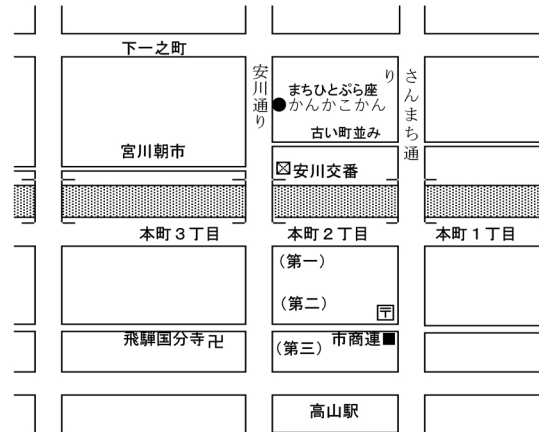 下一之町
安川通り
まちひとぷら座
かんかこかん
古い町並み
さんまち通り
宮川朝市
安川交番
本町3丁目
本町2丁目
本町1丁目
(第一)
(第二)
〒
飛騨国分寺卍
(第三)
市商連
高山駅